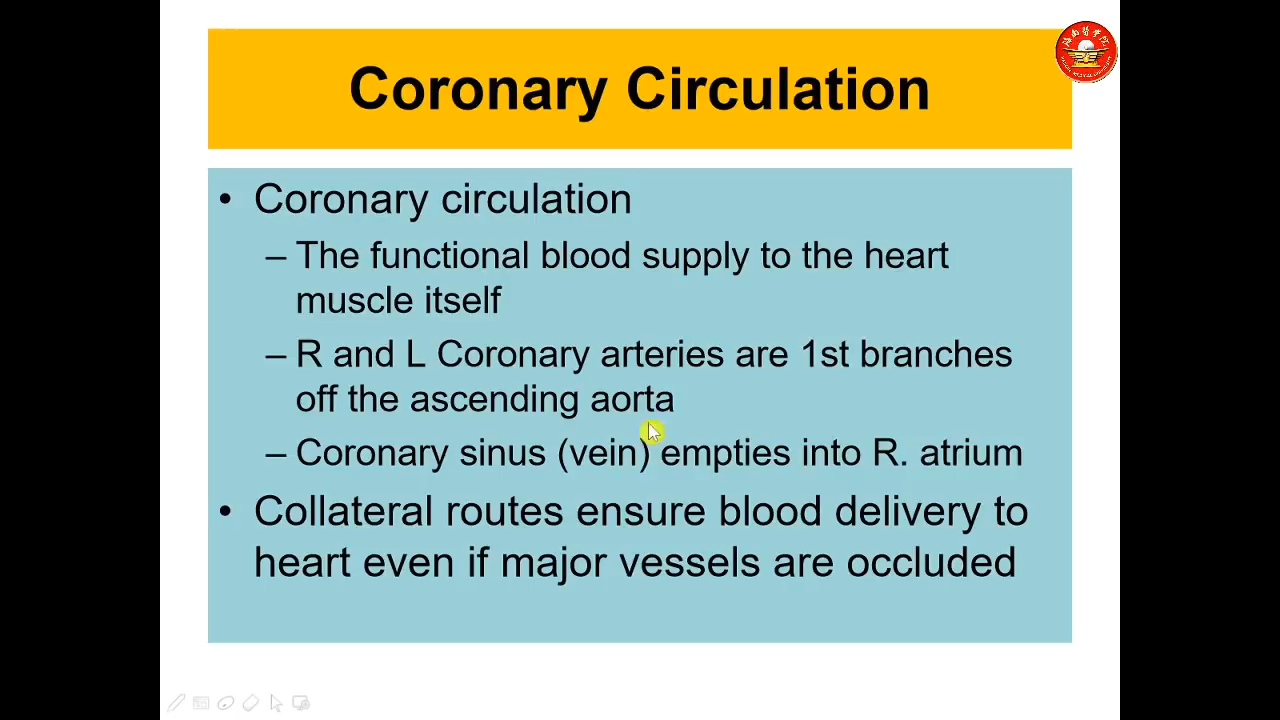 Coronary Circulation
• Coronary circulation
– The functional blood supply to the heart
muscle itself
– R and L Coronary arteries are 1st branches
off the ascending aorta
– Coronary sinus (vein) empties into R. atrium
• Collateral routes ensure blood delivery to
heart even if major vessels are occluded